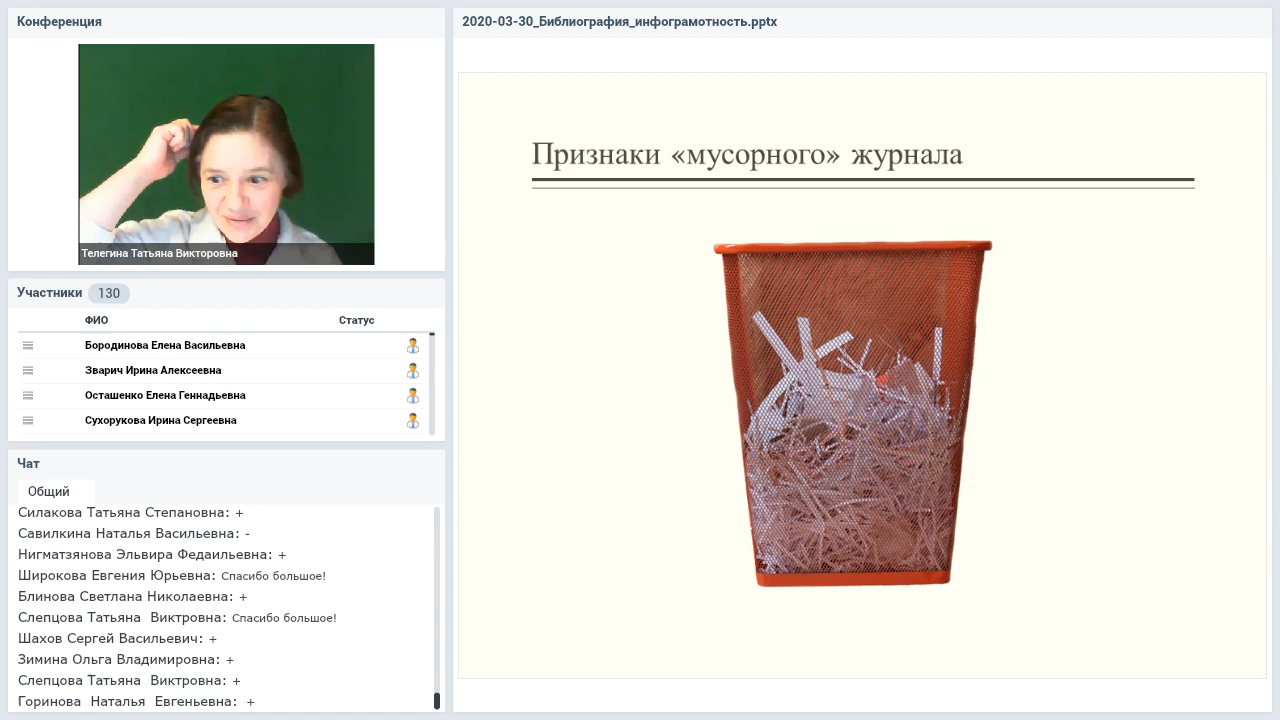 Конференция
Телегина Татьяна Викторовна
Участники 130
ФИО Статус
Бородинова Елена Васильевна
Зварич Ирина Алексеевна
Осташенко Елена Геннадьевна
Сухорукова Ирина Сергеевна
Чат
Общий
Силакова Татьяна Степановна: +
Савилкина Наталья Васильевна: -
Нигматзянова Эльвира Федаильевна: +
Широкова Евгения Юрьевна: Спасибо большое!
Блинова Светлана Николаевна: +
Слепцова Татьяна Виктровна: Спасибо большое!
Шахов Сергей Васильевич: +
Зимина Ольга Владимировна: +
Слепцова Татьяна Виктровна: +
Горинова Наталья Евгеньевна: +
2020-03-30_Библиография_инфограмотность.pptx
Признаки «мусорного» журнала